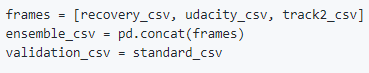 frames = [recovery_csv, udacity_csv, track2_csv]
ensemble_csv = pd.concat(frames)
validation_csv = standard_csv